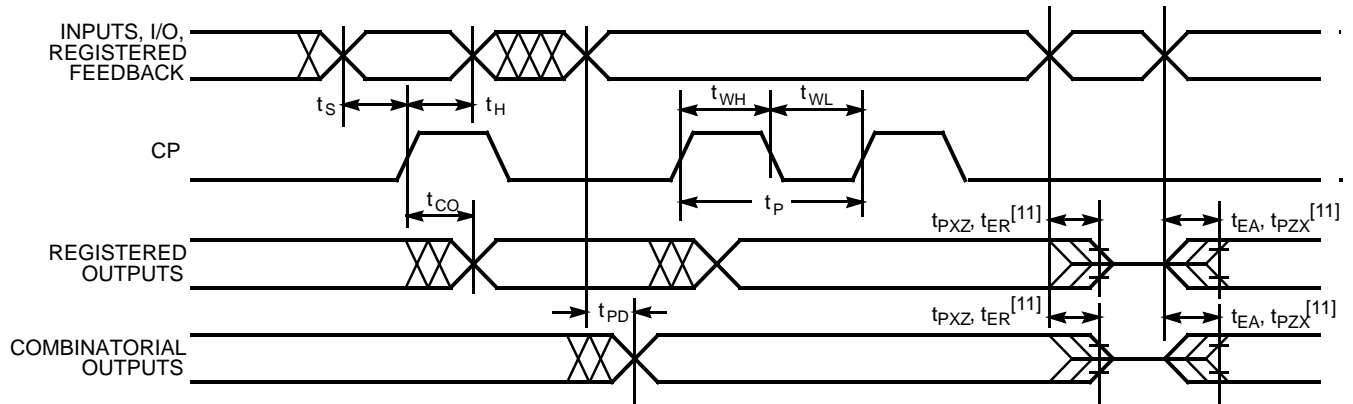 INPUTS, I/O,
REGISTERED
FEEDBACK
tS
tH
tWH
tWL
CP
tCO
tP
tPXZ, tER[11]
tEA, tPZX[11]
REGISTERED
OUTPUTS
tPD
tPXZ, tER[11]
tEA, tPZX[11]
COMBINATORIAL
OUTPUTS